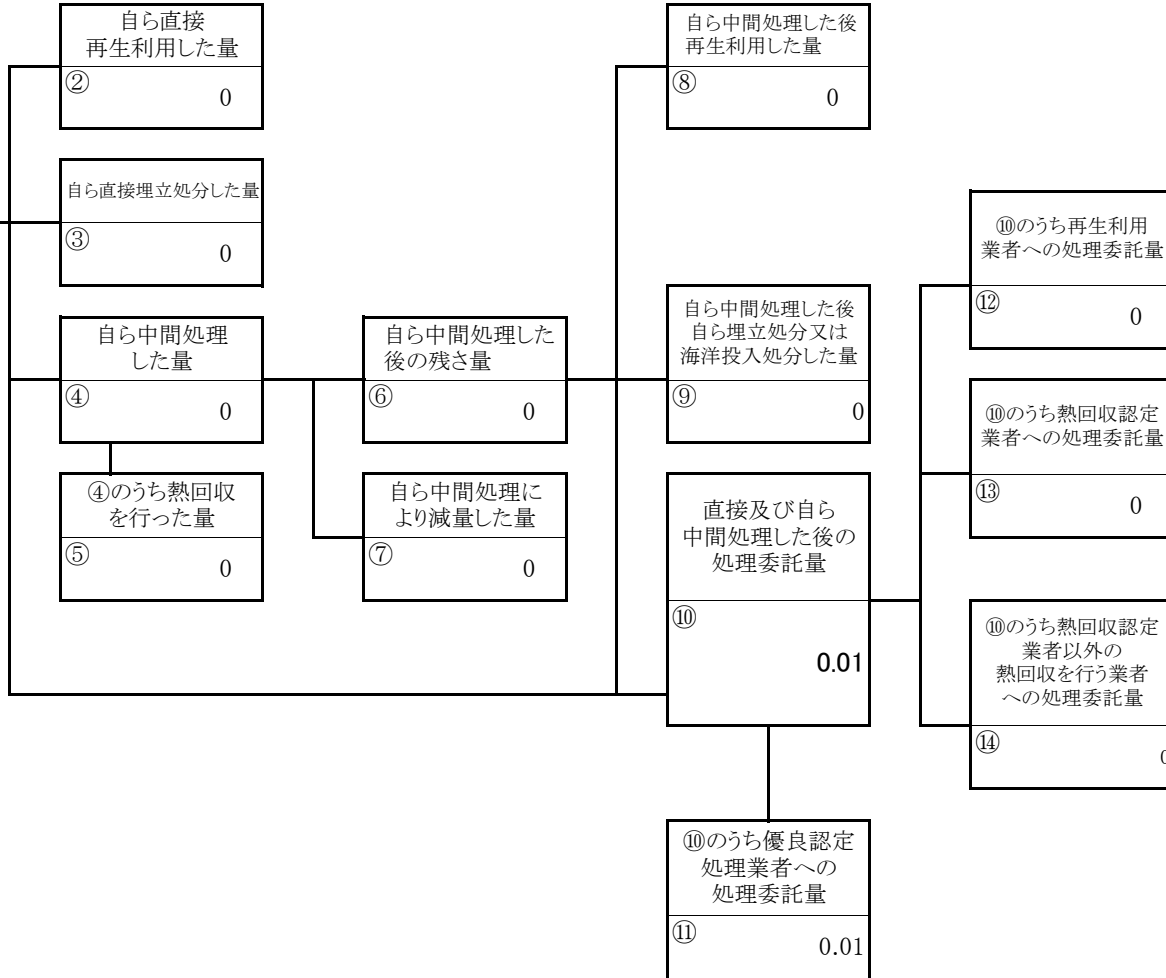 自ら直接
再生利用した量
②
0
自ら直接埋立処分した量
③
0
自ら中間処理
した量
④
0
④のうち熱回収
を行った量
⑤
0
自ら中間処理した
後の残さ量
⑥
0
自ら中間処理に
より減量した量
⑦
0
自ら中間処理した後
再生利用した量
⑧
0
自ら中間処理した後
自ら埋立処分又は
海洋投入処分した量
⑨
0
直接及び自ら
中間処理した後の
処理委託量
⑩
0.01
⑩のうち優良認定
処理業者への
処理委託量
⑪
0.01
⑩のうち再生利用
業者への処理委託量
⑫
0
⑩のうち熱回収認定
業者への処理委託量
⑬
0
⑩のうち熱回収認定
業者以外の
熱回収を行う業者
への処理委託量
⑭
0